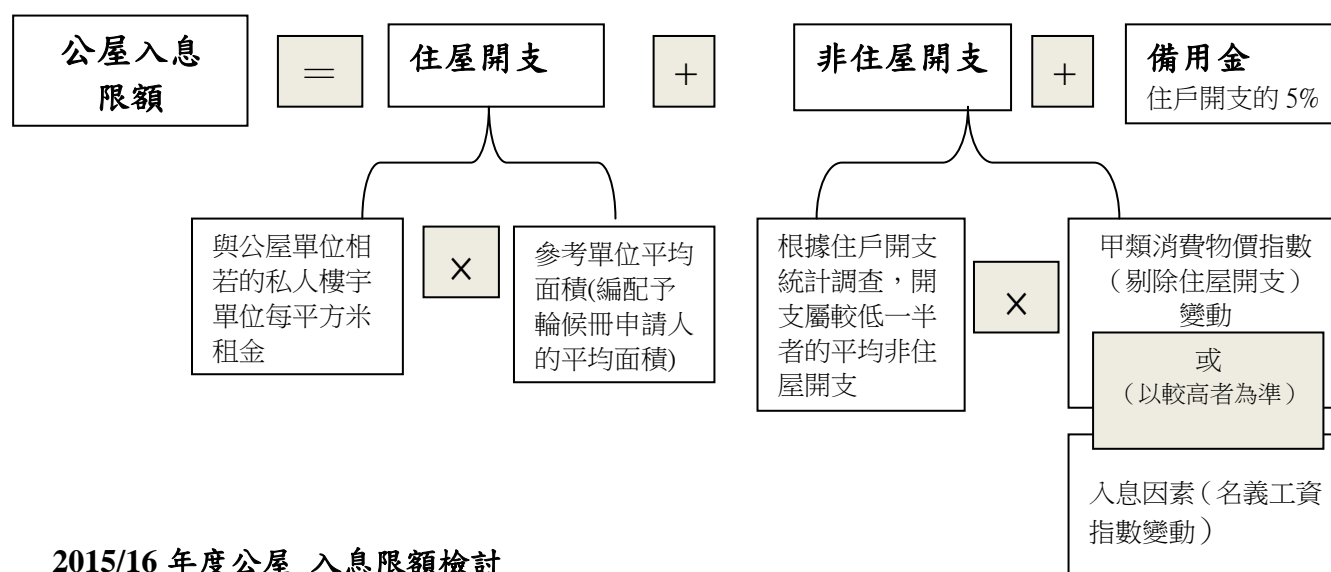 公屋入息
限額
＝
住屋開支
+
非住屋開支
+
備用金
住戶開支的 5%
與公屋單位相
若的私人樓宇
單位每平方米
租金
×
參考單位平均
面積(編配予
輪候冊申請人
的平均面積)
根據住戶開支
統計調查，開
支屬較低一半
者的平均非住
屋開支
×
甲類消費物價指數
（剔除住屋開支）
變動
或
（以較高者為準）
入息因素（名義工資
指數變動）
2015/16 年度公屋 入息限額檢討